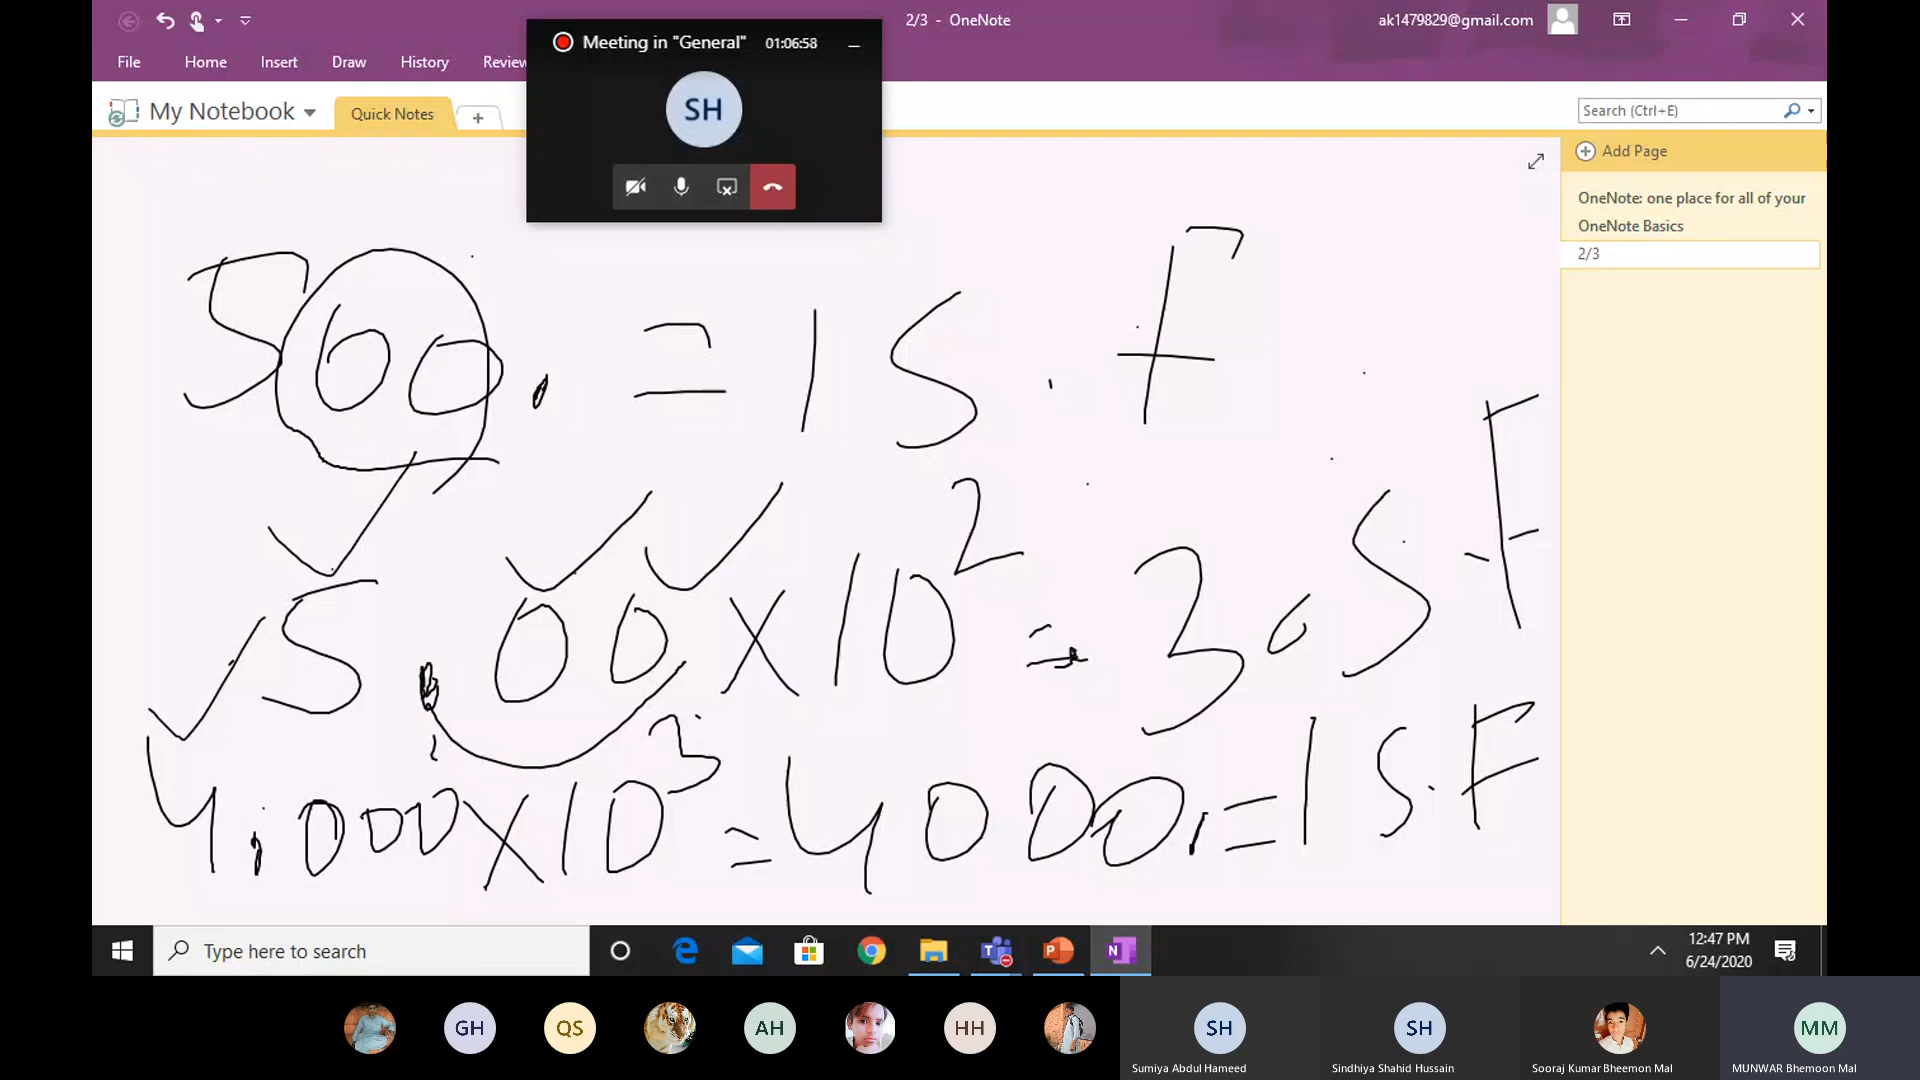 2/3 - OneNote
ak1479829@gmail.com
Meeting in "General" 01:06:58
File Home Insert Draw History Review
SH
My Notebook
Quick Notes
Search (Ctrl+E)
Add Page
OneNote: one place for all of your
OneNote Basics
2/3
500. = 1 S. f
5.00 X 10² = 3 . S.F
4.000 X 10³ = 4000. = 1 S.F
Type here to search
12:47 PM
6/24/2020
GH QS AH HH SH SH MM
Sumiya Abdul Hameed
Sindhiya Shahid Hussain
Sooraj Kumar Bheemon Mal
MUNWAR Bhemoon Mal